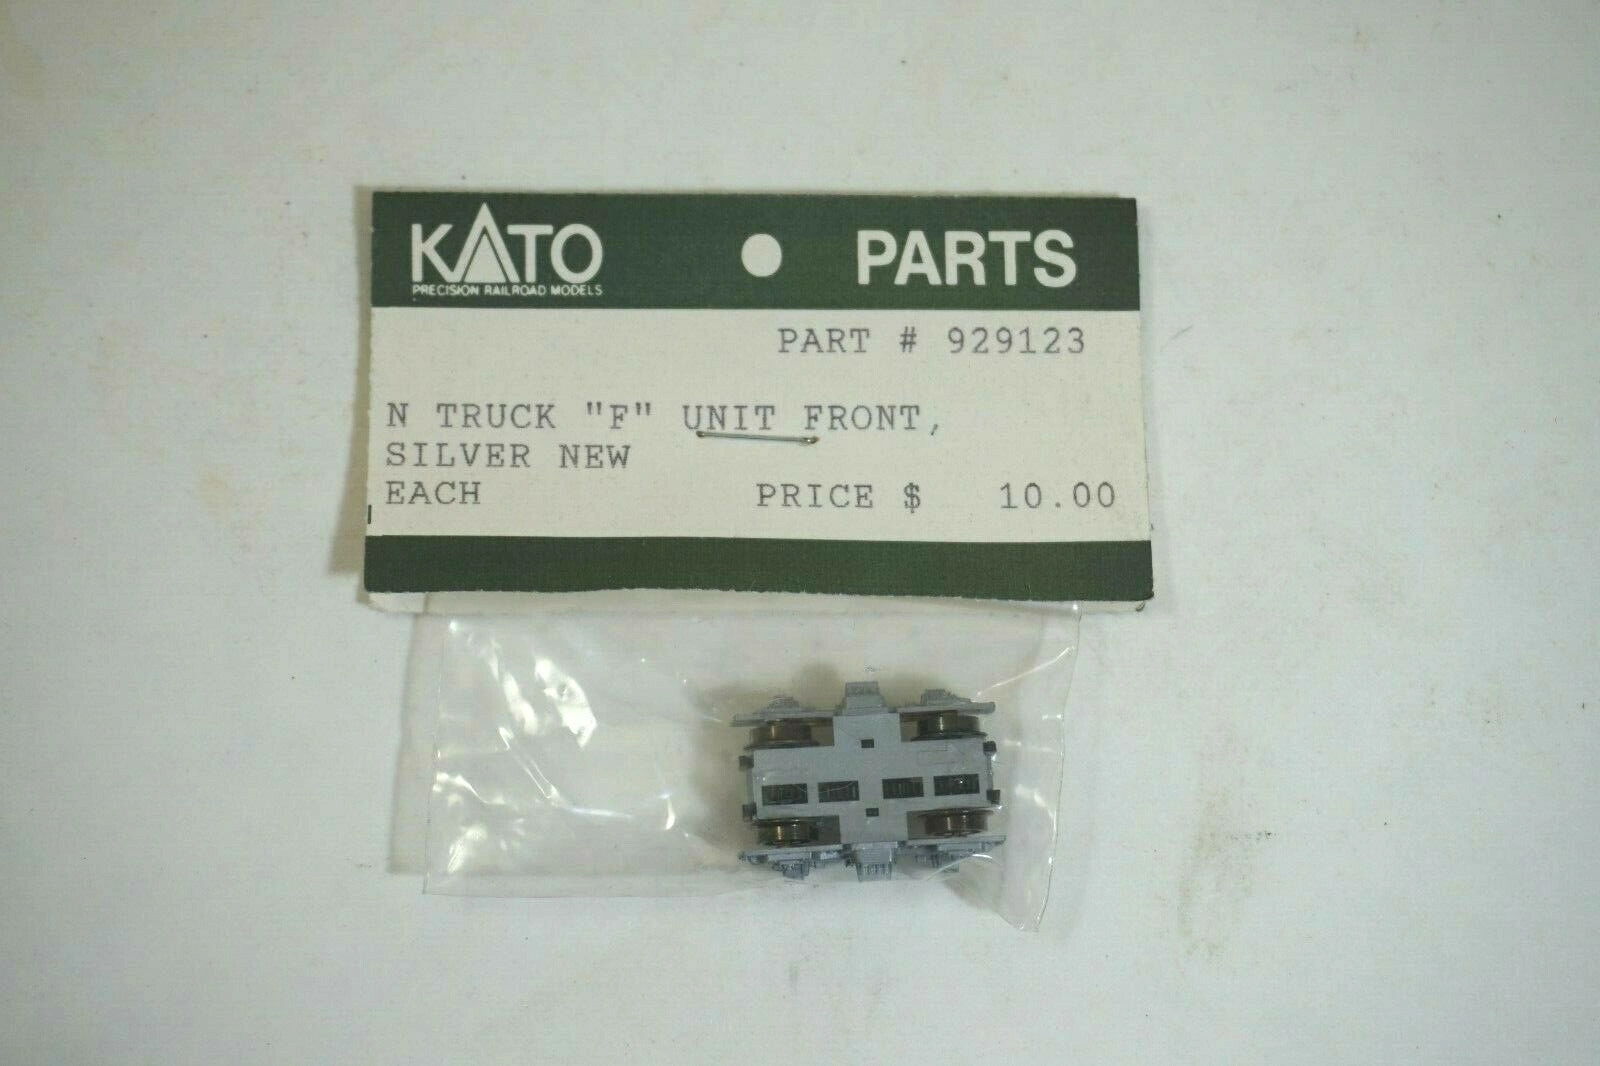 KATO PARTS
PRECISION RAILROAD MODELS
PART # 929123
N TRUCK "F" UNIT FRONT,
SILVER NEW
EACH PRICE $ 10.00